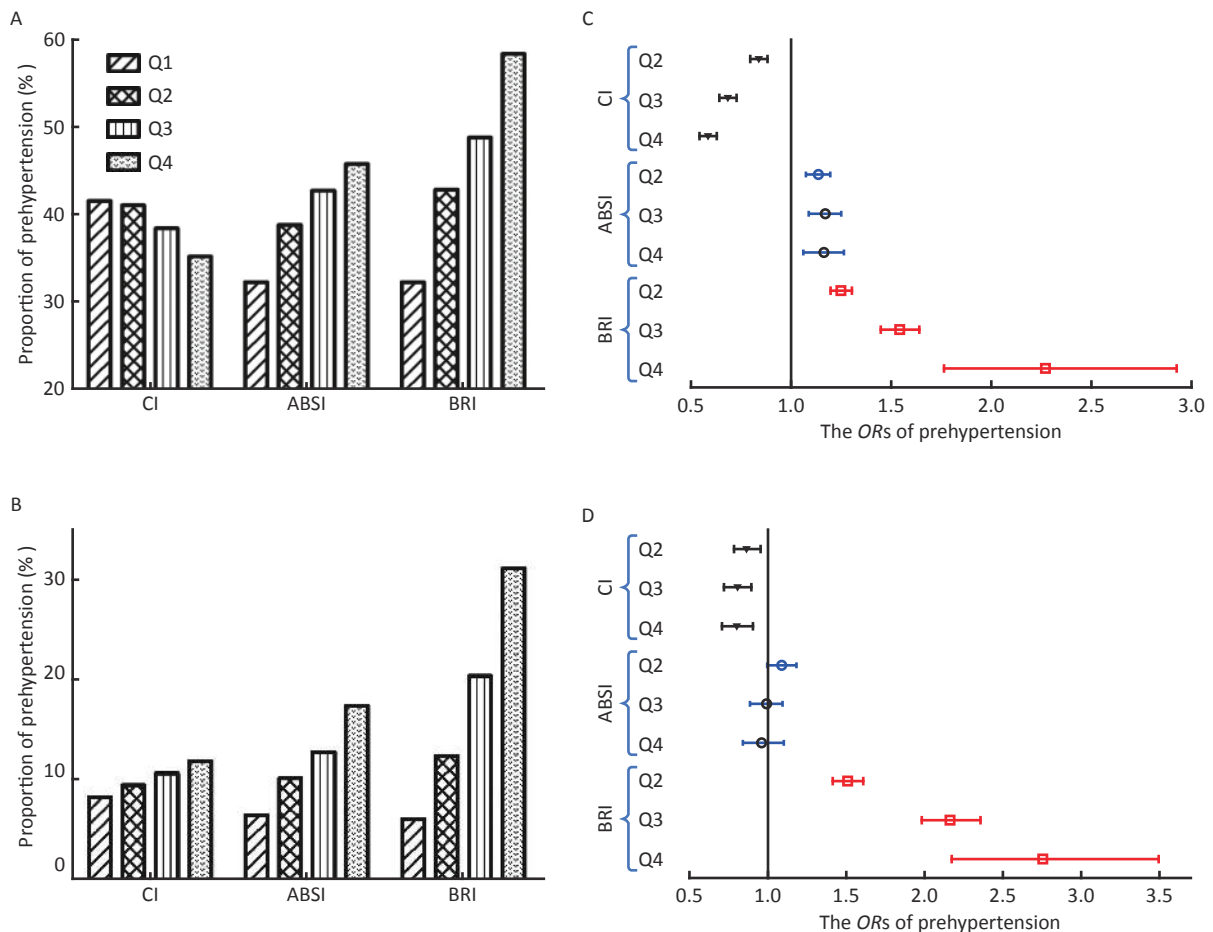 A
Proportion of prehypertension (% )
60
50
40
30
20
Q1
Q2
Q3
Q4
CI
ABSI
BRI
C
CI
Q2
Q3
Q4
ABSI
Q2
Q3
Q4
BRI
Q2
Q3
Q4
0.5
1.0
1.5
2.0
2.5
3.0
The ORs of prehypertension
B
Proportion of prehypertension (% )
30
20
10
0
CI
ABSI
BRI
D
CI
Q2
Q3
Q4
ABSI
Q2
Q3
Q4
BRI
Q2
Q3
Q4
0.5
1.0
1.5
2.0
2.5
3.0
3.5
The ORs of prehypertension